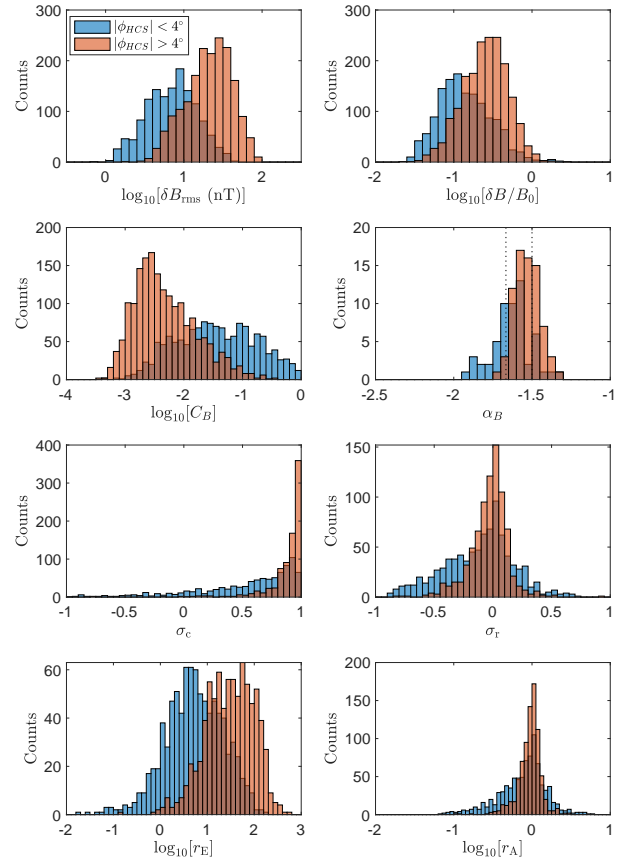 |ϕ_HCS| < 4°
|ϕ_HCS| > 4°
Counts
300
200
100
0
0 1 2
log₁₀[δB_rms (nT)]
Counts
300
200
100
0
-2 -1 0 1
log₁₀[δB/B₀]
Counts
200
150
100
50
0
-4 -3 -2 -1 0
log₁₀[C_B]
Counts
20
15
10
5
0
-2.5 -2 -1.5 -1
α_B
Counts
400
300
200
100
0
-1 -0.5 0 0.5 1
σ_c
Counts
150
100
50
0
-1 -0.5 0 0.5 1
σ_r
Counts
60
40
20
0
-2 -1 0 1 2 3
log₁₀[r_E]
Counts
200
150
100
50
0
-2 -1 0 1
log₁₀[r_A]